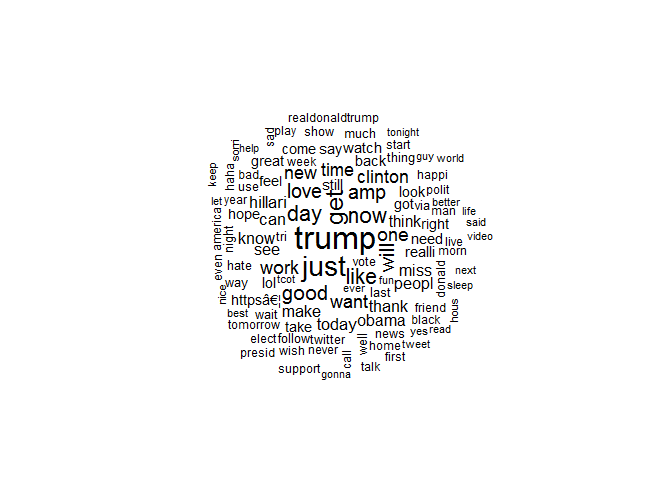 realdonaldtrump
sad play show much tonight
sorri help come say watch start
keep haha great week back thing guy world
bad feel new time clinton happi
use love still amp look polit
let year hillari get got via better
hope can day now think right man life said
even america night know tri trump one need live video
see will realli morn
hate work just vote like miss donald next
way lol tcot fun peopl sleep
nice httpsâ€¦ good ever want last thank friend hous
best wait make obama black
tomorrow take today news yes read
elect follow twitter well home tweet
presid wish never call first
support gonna talk